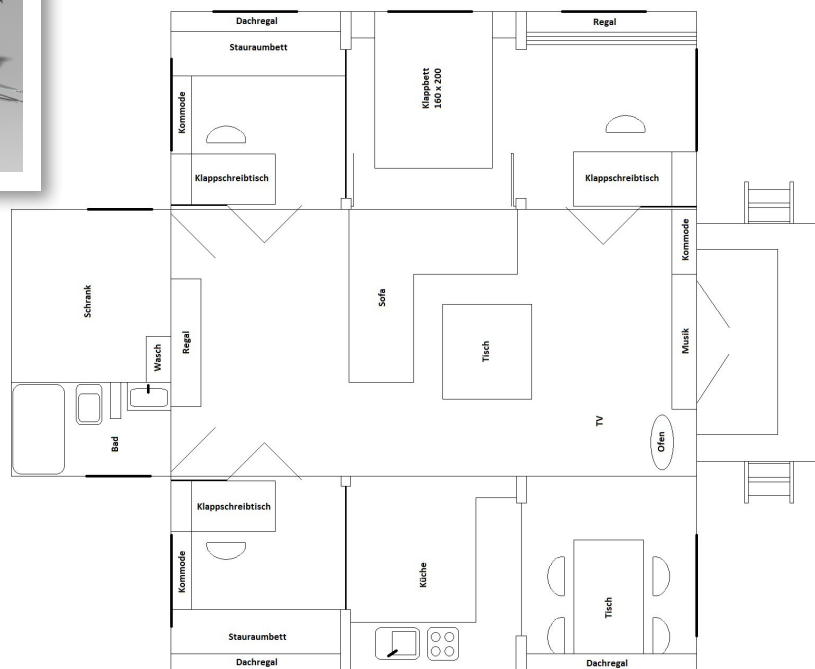 Dachregal
Stauraumbett
Kommode
Klappschreibtisch
Klappbett
160 x 200
Regal
Klappschreibtisch
Kommode
Schrank
Wasch
Regal
Sofa
Tisch
Musik
Bad
TV
Ofen
Klappschreibtisch
Kommode
Küche
Tisch
Stauraumbett
Dachregal
Dachregal